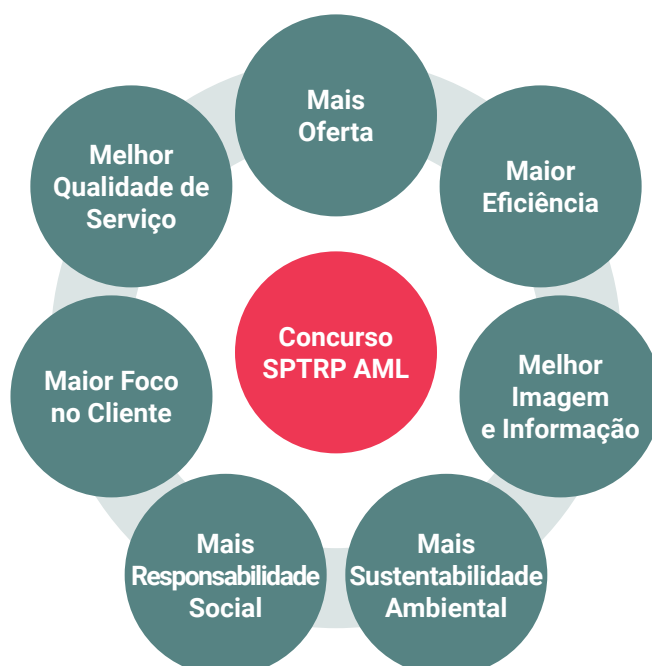 Mais
Oferta
Maior
Eficiência
Melhor
Imagem
e Informação
Mais
Sustentabilidade
Ambiental
Mais
Responsabilidade
Social
Maior Foco
no Cliente
Melhor
Qualidade de
Serviço
Concurso
SPTRP AML